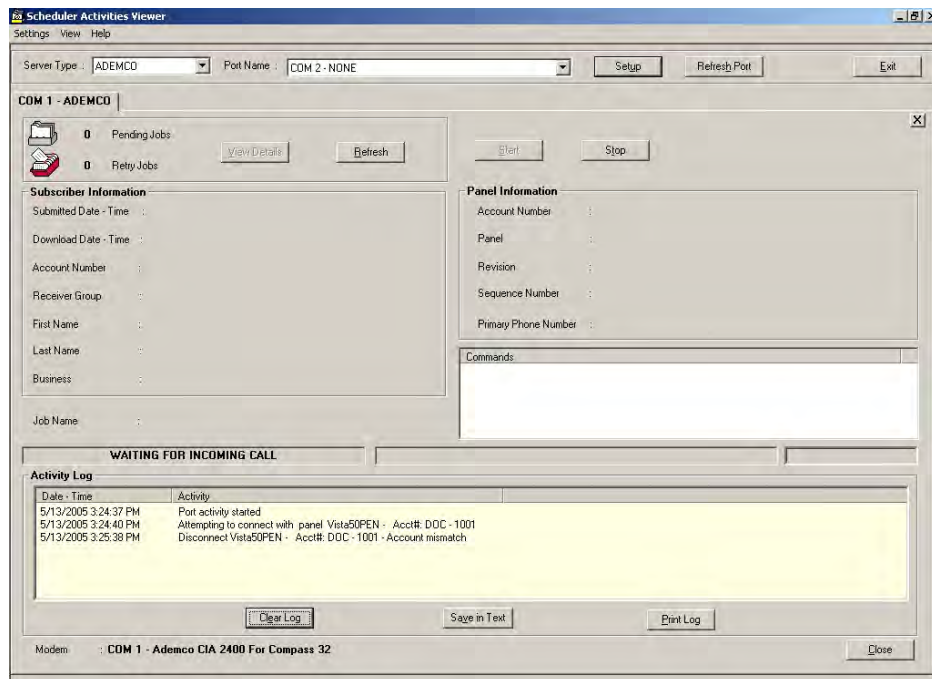 Scheduler Activities Viewer
Settings View Help
Server Type : ADEMCO Port Name : COM 2 - NONE Setup Refresh Port Exit
COM 1 - ADEMCO
0 Pending Jobs View Details Refresh Start Stop
0 Retry Jobs
Subscriber Information
Submitted Date - Time :
Download Date - Time :
Account Number :
Receiver Group :
First Name :
Last Name :
Business :
Job Name :
Panel Information
Account Number :
Panel :
Revision :
Sequence Number :
Primary Phone Number :
Commands
WAITING FOR INCOMING CALL
Activity Log
Date - Time Activity
5/13/2005 3:24:37 PM Port activity started
5/13/2005 3:24:40 PM Attempting to connect with panel Vista50PEN - Acct#: DOC - 1001
5/13/2005 3:25:38 PM Disconnect Vista50PEN - Acct#: DOC - 1001 - Account mismatch
Clear Log Save in Text Print Log
Modem : COM 1 - Ademco CIA 2400 For Compass 32 Close